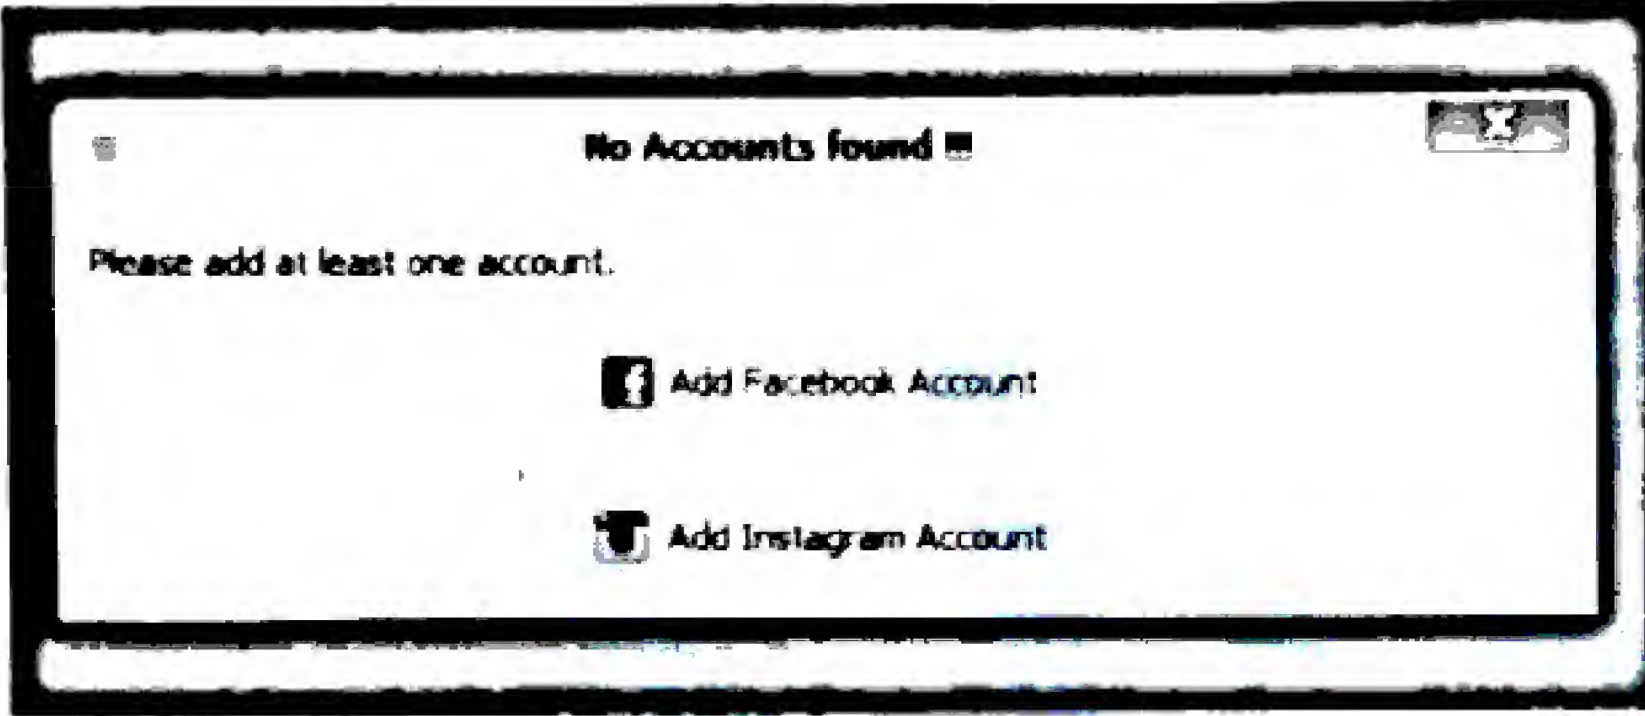 No Accounts found
Please add at least one account.
Add Facebook Account
Add Instagram Account